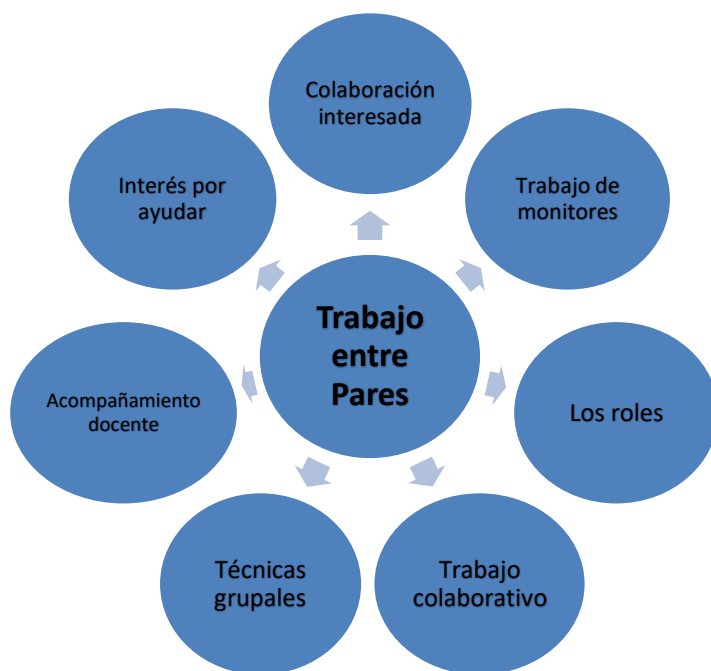 Colaboración
interesada
Interés por
ayudar
Trabajo de
monitores
Trabajo
entre
Pares
Acompañamiento
docente
Los roles
Técnicas
grupales
Trabajo
colaborativo